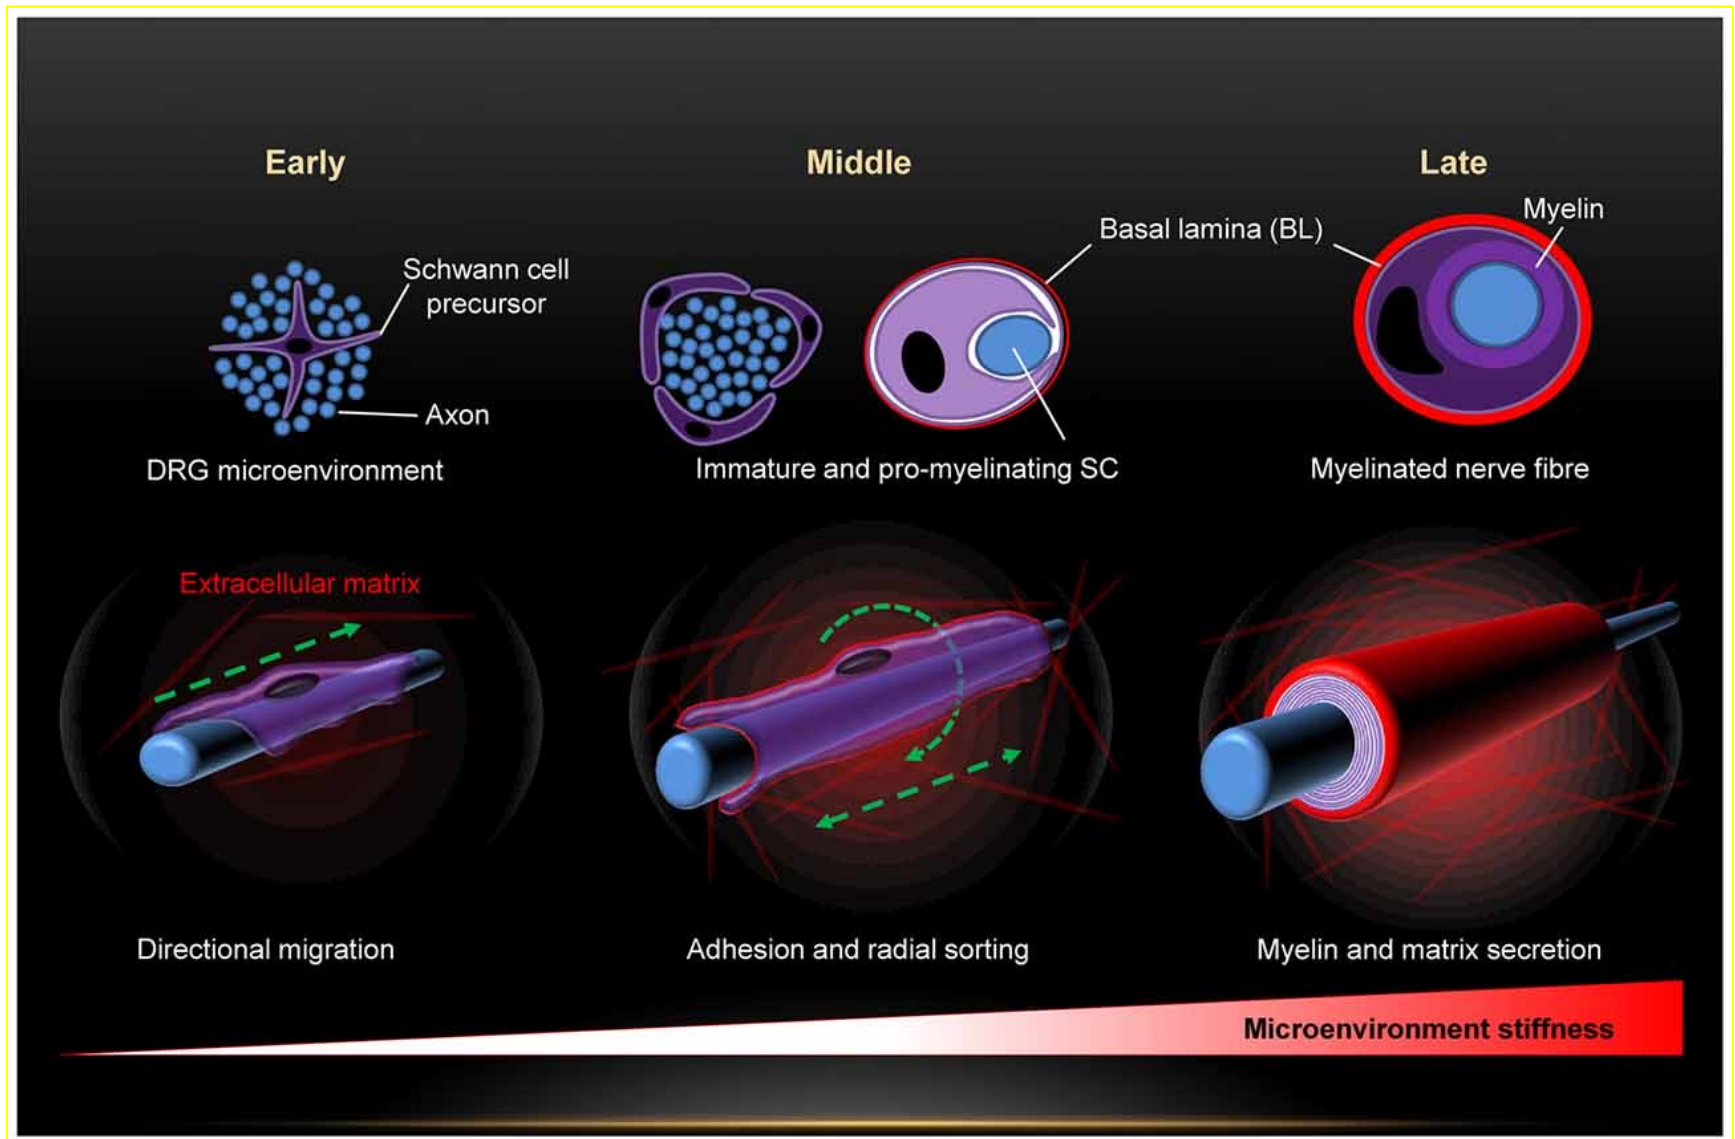 Early
Middle
Late
Myelin
Basal lamina (BL)
Schwann cell
precursor
Axon
DRG microenvironment
Immature and pro-myelinating SC
Myelinated nerve fibre
Extracellular matrix
Directional migration
Adhesion and radial sorting
Myelin and matrix secretion
Microenvironment stiffness